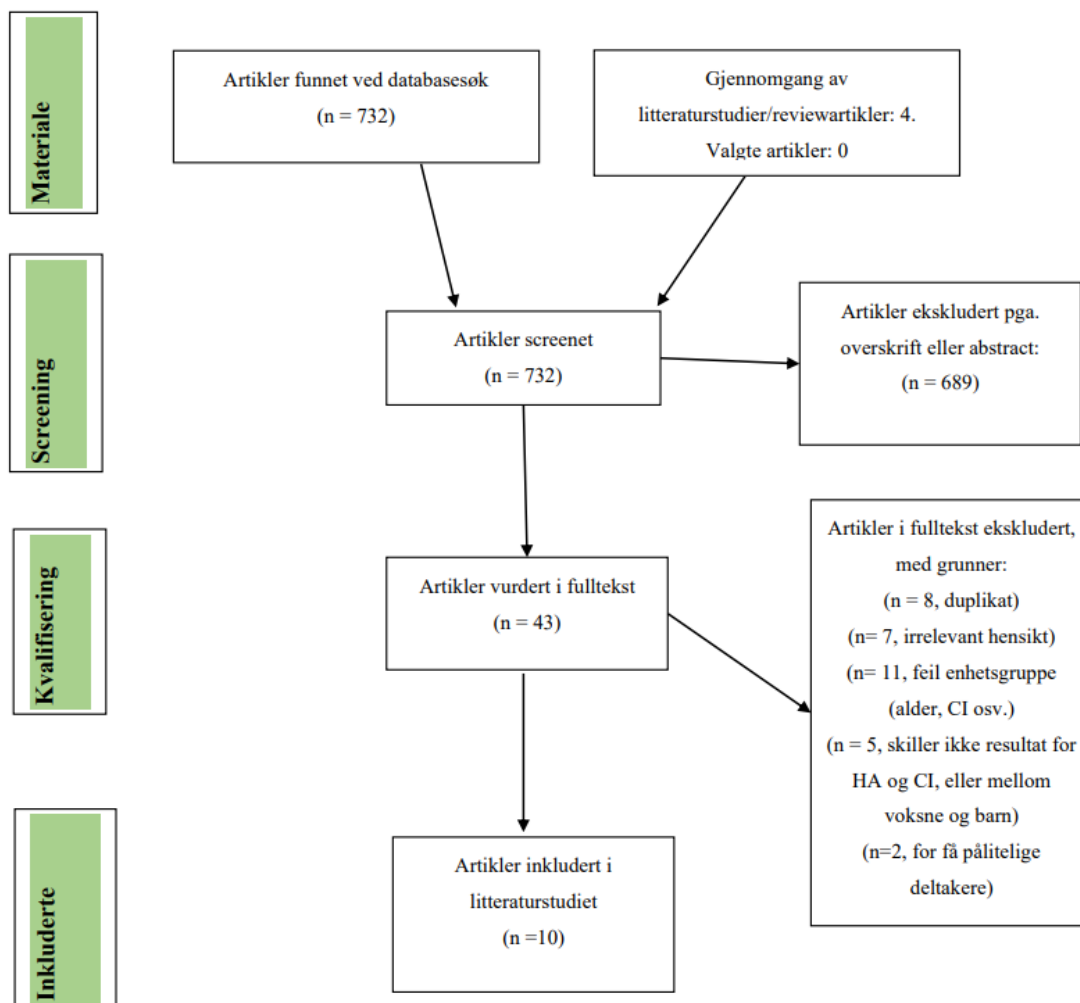 Materiale
Artikler funnet ved databasesøk
(n = 732)
Gjennomgang av
litteraturstudier/reviewartikler: 4.
Valgte artikler: 0
Screening
Artikler screenet
(n = 732)
Artikler ekskludert pga.
overskrift eller abstract:
(n = 689)
Kvalifisering
Artikler vurdert i fulltekst
(n = 43)
Artikler i fulltekst ekskludert,
med grunner:
(n = 8, duplikat)
(n= 7, irrelevant hensikt)
(n= 11, feil enhetsgruppe
(alder, CI osv.)
(n = 5, skiller ikke resultat for
HA og CI, eller mellom
voksne og barn)
(n=2, for få pålitelige
deltakere)
Inkluderte
Artikler inkludert i
litteraturstudiet
(n =10)